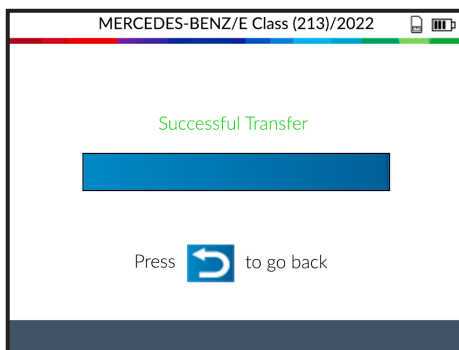 MERCEDES-BENZ/E Class (213)/2022
Successful Transfer
Press to go back